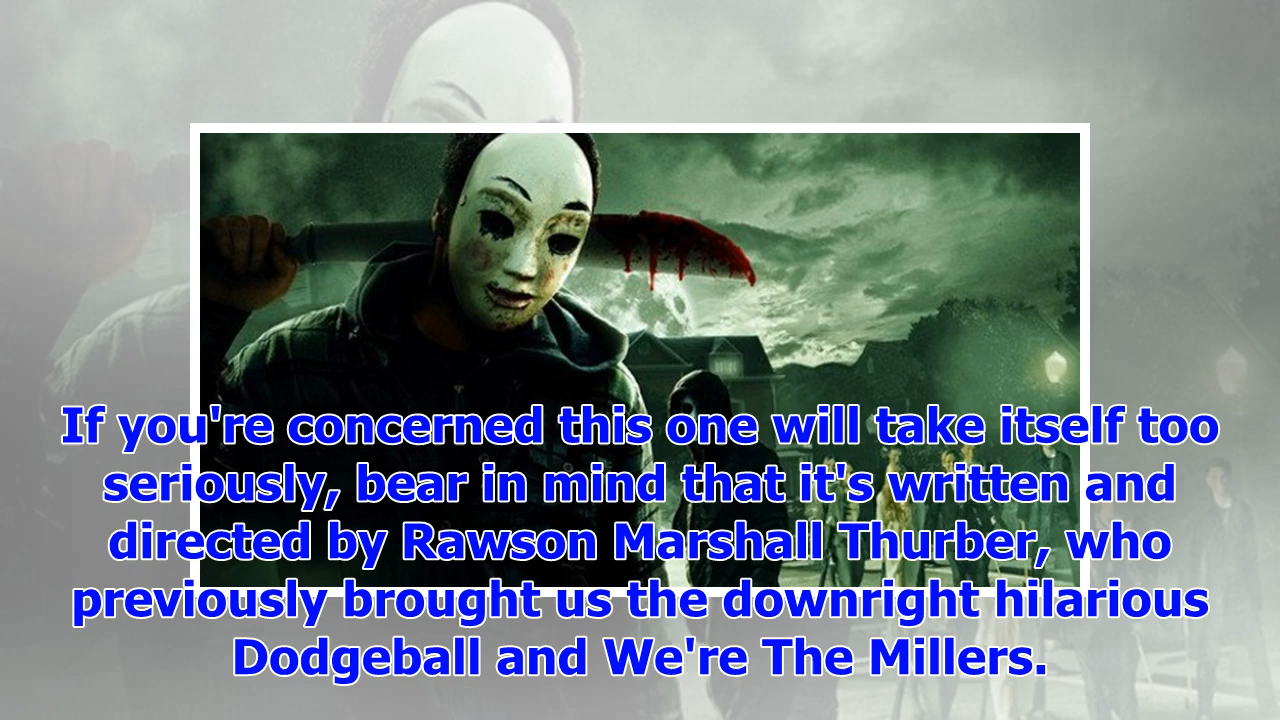 If you're concerned this one will take itself too
seriously, bear in mind that it's written and
directed by Rawson Marshall Thurber, who
previously brought us the downright hilarious
Dodgeball and We're The Millers.